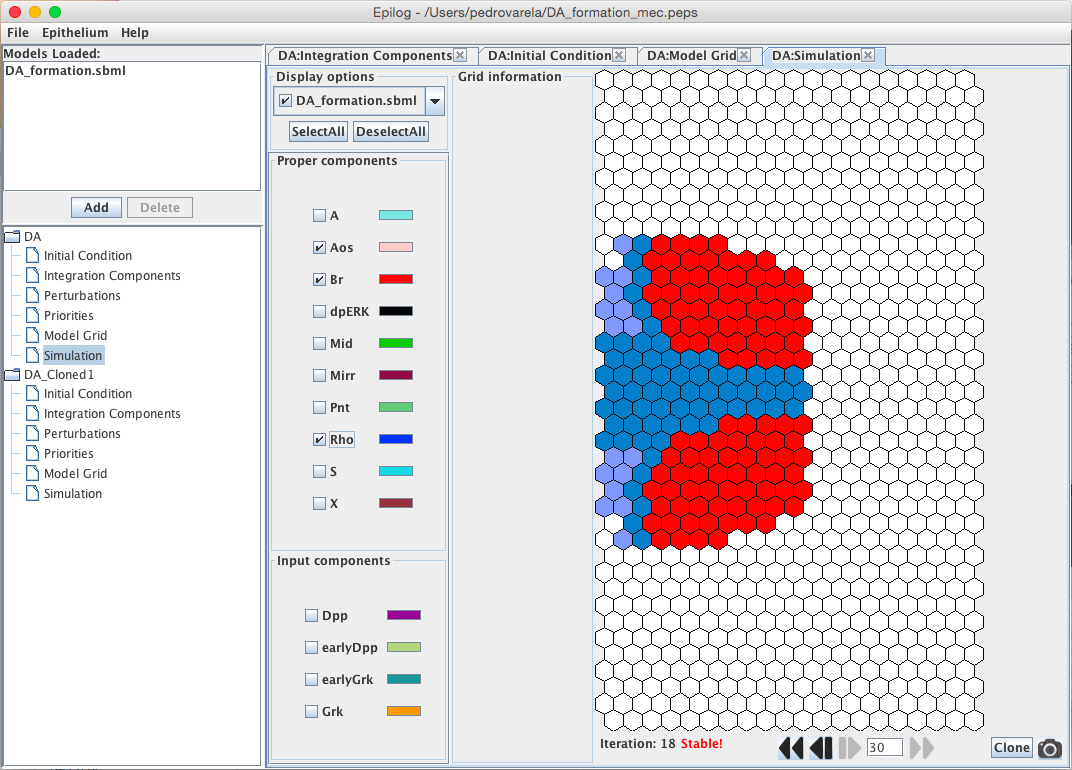 Epilog - /Users/pedrovarela/DA_formation_mec.peps
File Epithelium Help
Models Loaded:
DA_formation.sbml
Add Delete
DA
Initial Condition
Integration Components
Perturbations
Priorities
Model Grid
Simulation
DA_Cloned1
Initial Condition
Integration Components
Perturbations
Priorities
Model Grid
Simulation
DA:Integration Components DA:Initial Condition DA:Model Grid DA:Simulation
Display options
DA_formation.sbml
SelectAll DeselectAll
Proper components
A
Aos
Br
dpERK
Mid
Mirr
Pnt
Rho
S
X
Input components
Dpp
earlyDpp
earlyGrk
Grk
Grid information
Iteration: 18 Stable!
30
Clone